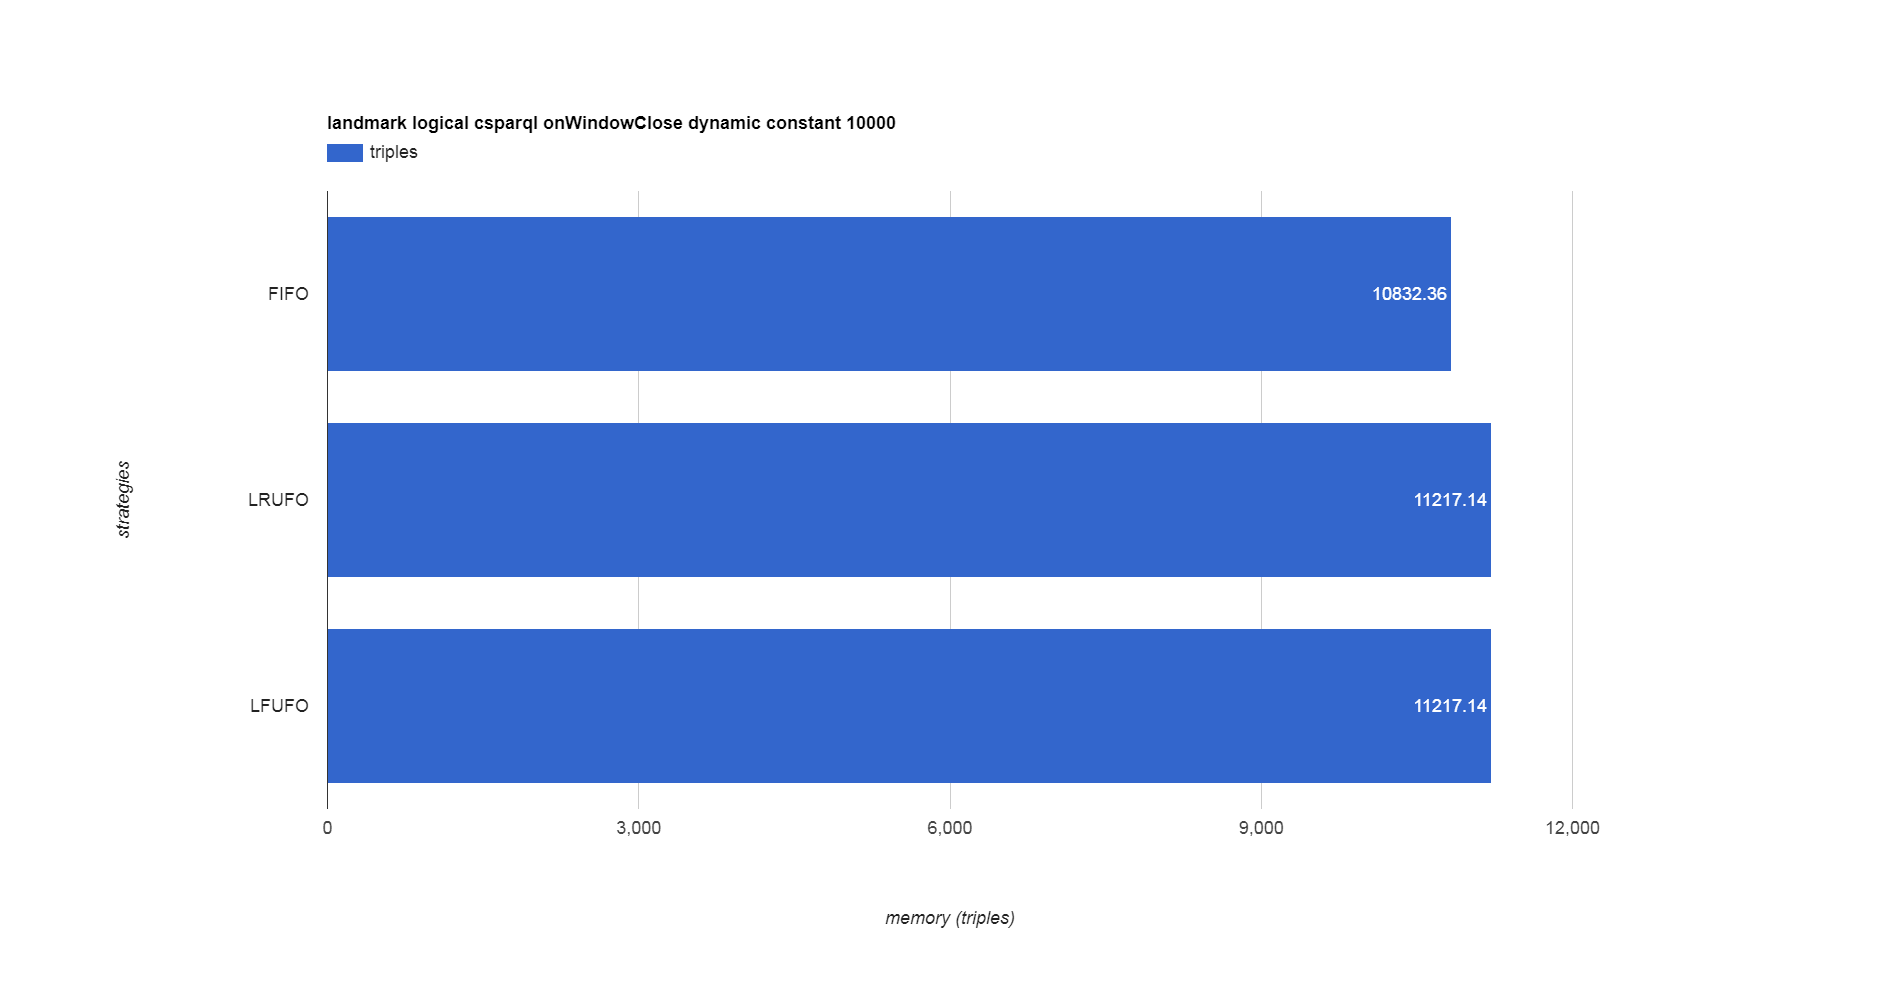 landmark logical csparql onWindowClose dynamic constant 10000
triples
FIFO
10832.36
LRUFO
11217.14
LFUFO
11217.14
strategies
0
3,000
6,000
9,000
12,000
memory (triples)